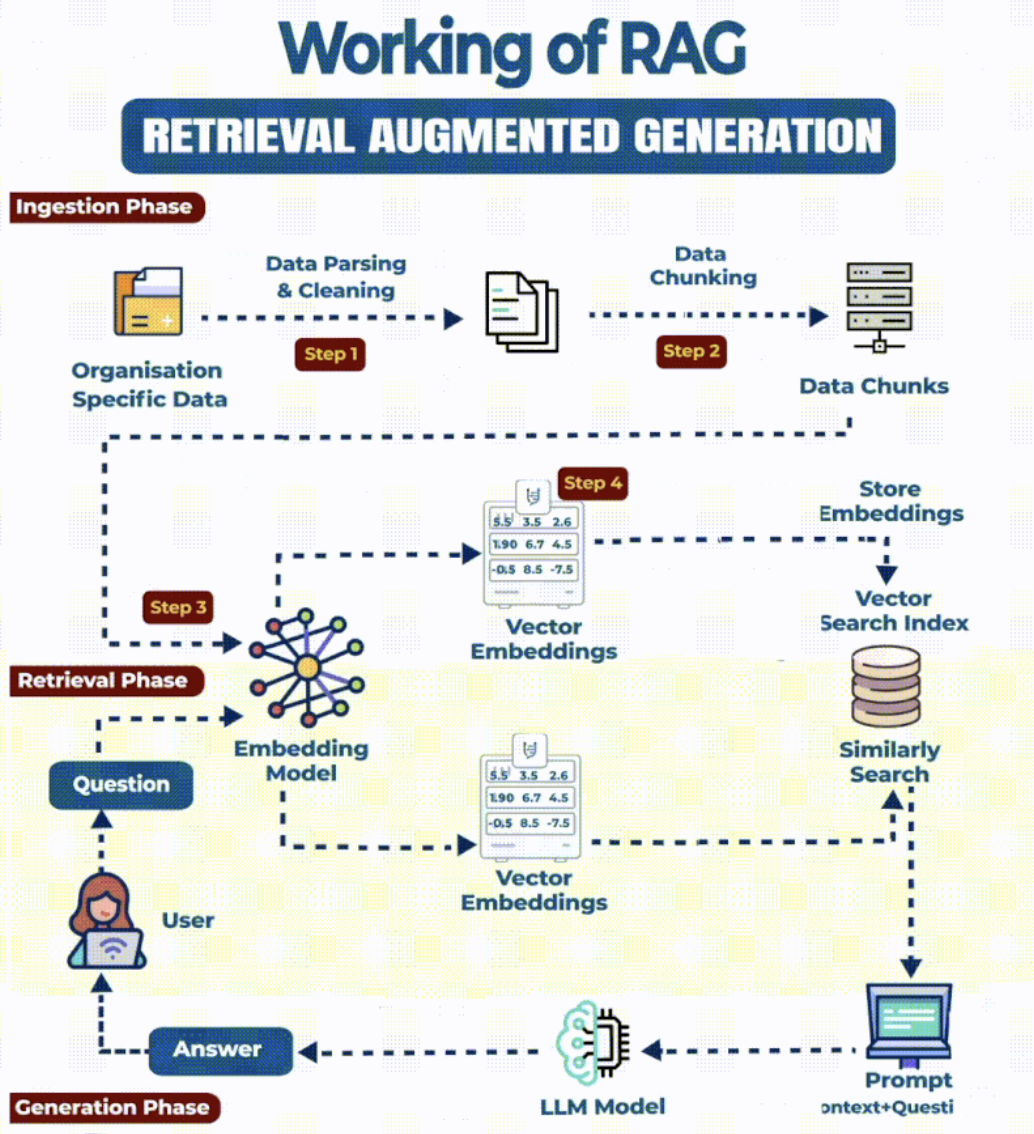 Working of RAG
RETRIEVAL AUGMENTED GENERATION
Ingestion Phase
Data Parsing
& Cleaning
Step 1
Data
Chunking
Step 2
Organisation
Specific Data
Data Chunks
Step 4
5.5 3.5 2.6
1.90 6.7 4.5
-0.5 8.5 -7.5
Vector
Embeddings
Store
Embeddings
Vector
Search Index
Step 3
Retrieval Phase
Embedding
Model
Question
5.5 3.5 2.6
1.90 6.7 4.5
-0.5 8.5 -7.5
Vector
Embeddings
Similarly
Search
User
Answer
LLM Model
Prompt
ontext+Questi
Generation Phase